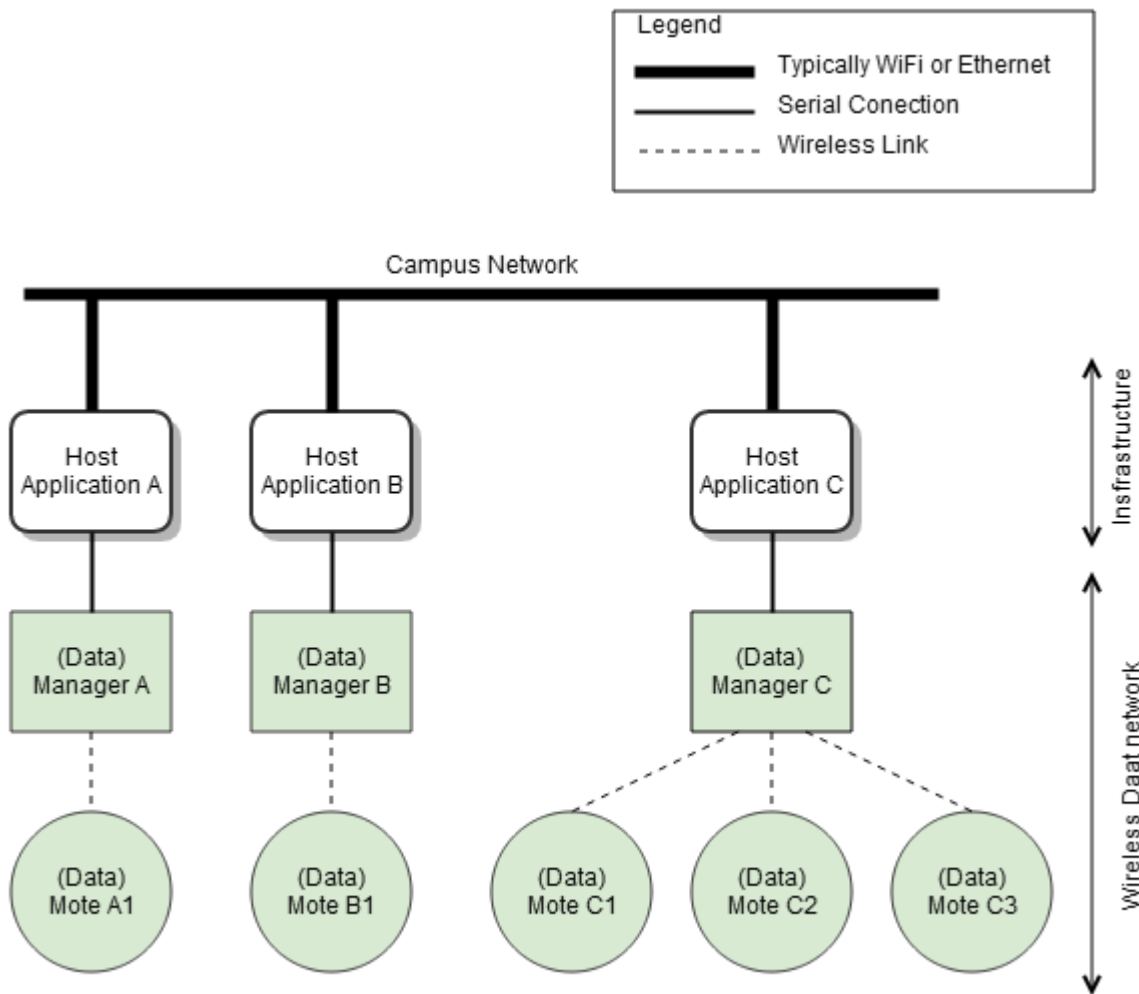 Legend
Typically WiFi or Ethernet
Serial Conection
Wireless Link
Campus Network
Host
Application A
Host
Application B
Host
Application C
Insfrastructure
(Data)
Manager A
(Data)
Manager B
(Data)
Manager C
Wireless Daat network
(Data)
Mote A1
(Data)
Mote B1
(Data)
Mote C1
(Data)
Mote C2
(Data)
Mote C3